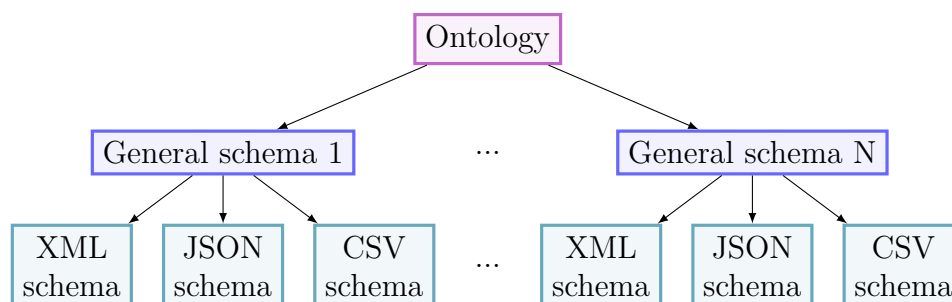 Ontology
General schema 1
...
General schema N
XML
schema
JSON
schema
CSV
schema
...
XML
schema
JSON
schema
CSV
schema